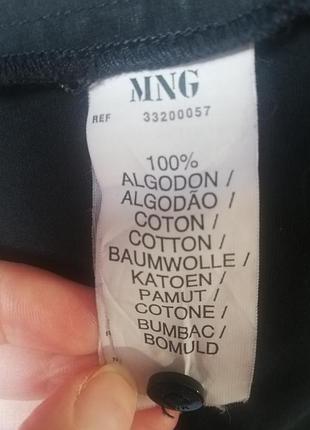 MNG
REF 33200057
100%
ALGODON /
ALGODÃO /
COTON /
COTTON /
BAUMWOLLE /
KATOEN /
PAMUT /
COTONE /
BUMBAC /
BOMULD